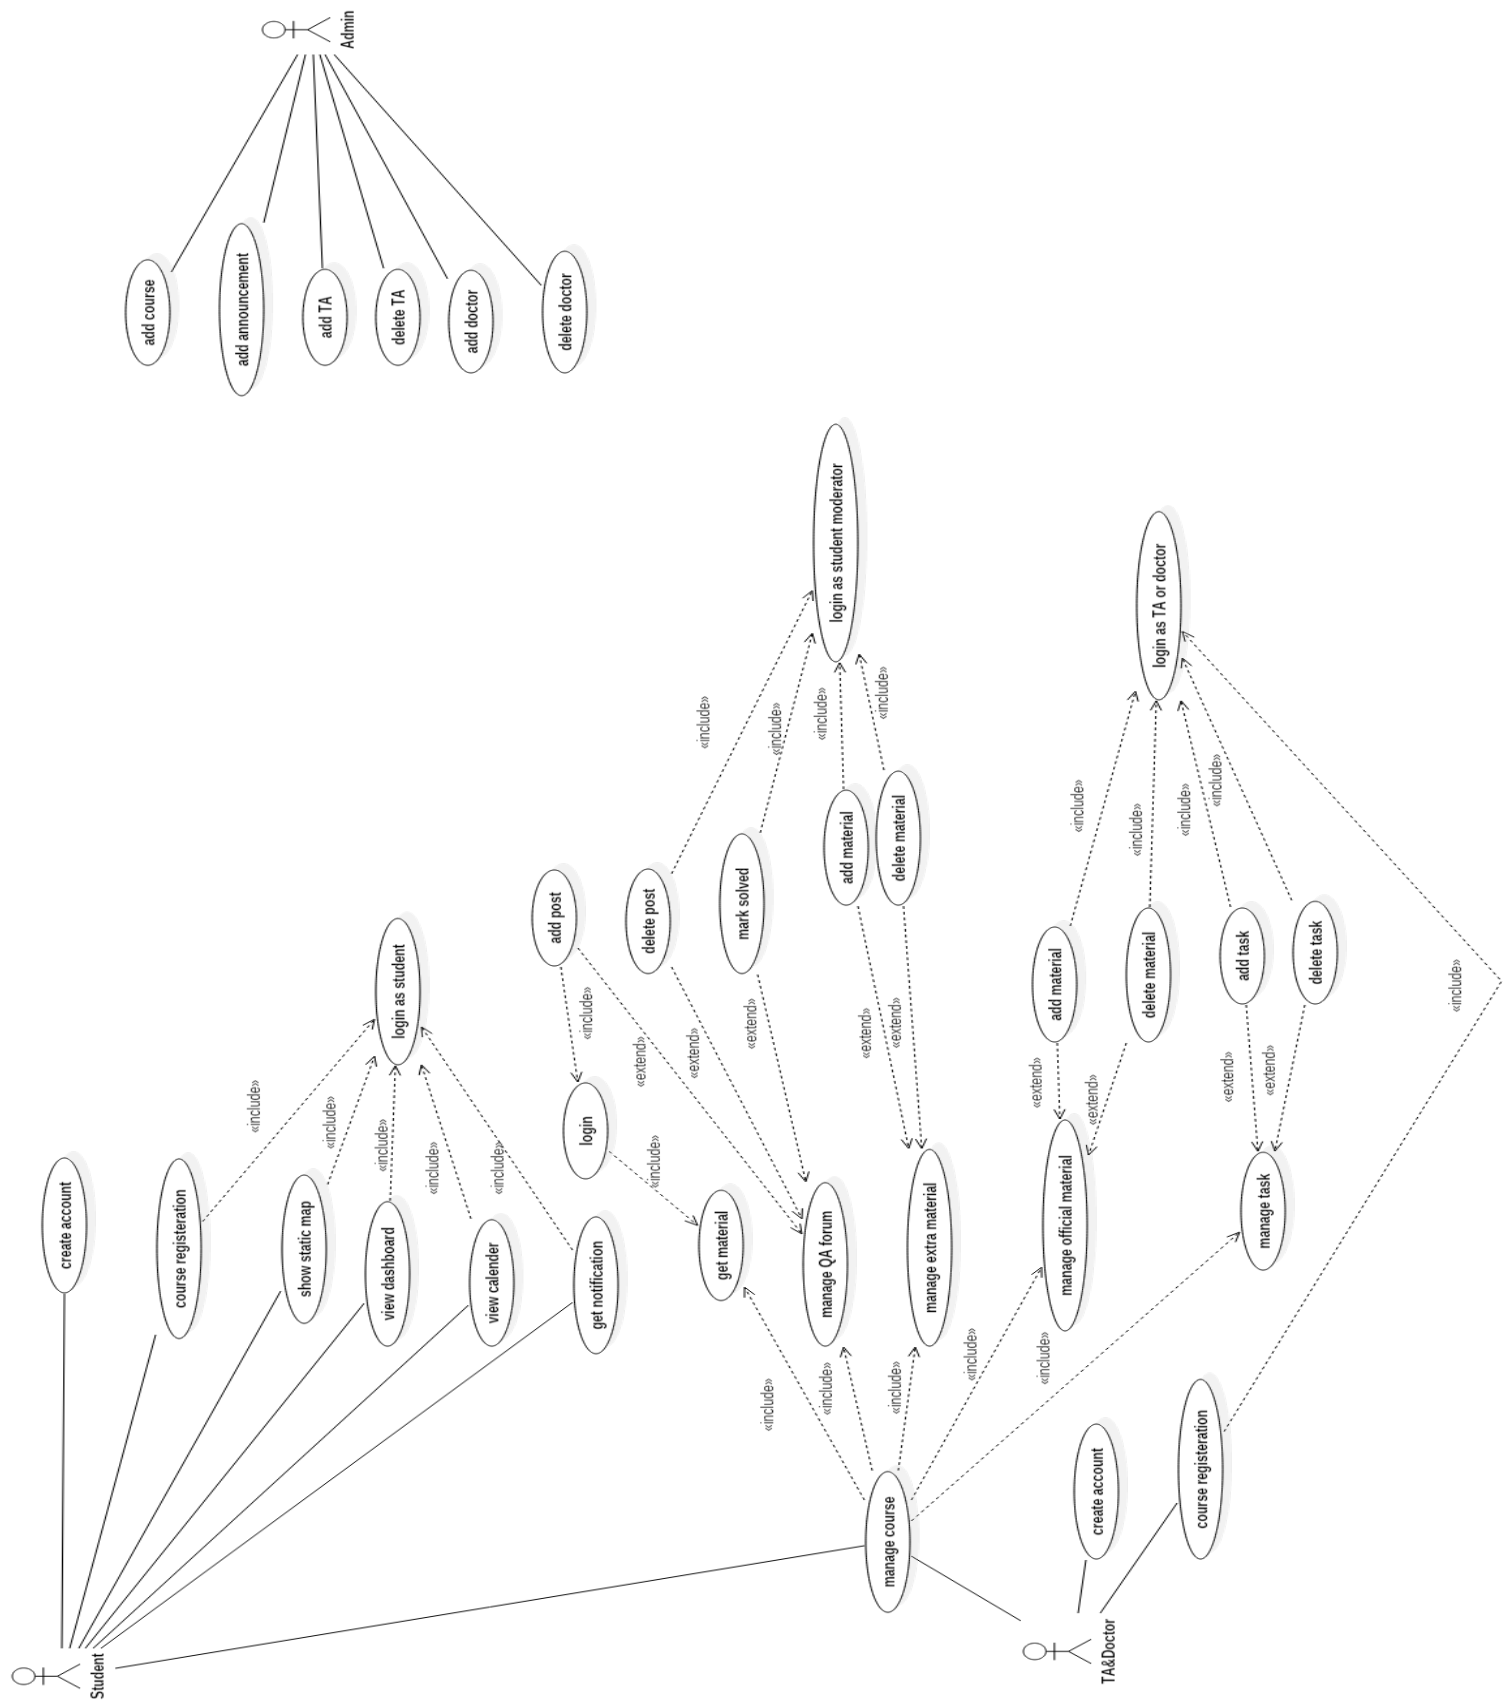 Student
create account
course registeration
show static map
view dashboard
view calender
get notification
«include»
«include»
«include»
«include»
«include»
login as student
Admin
add course
add announcement
add TA
delete TA
add doctor
delete doctor
manage course
«include»
«include»
«include»
«include»
«include»
get material
manage QA forum
manage extra material
login
«include»
«include»
add post
delete post
mark solved
add material
delete material
«extend»
«extend»
«extend»
«extend»
«extend»
«include»
«include»
«include»
«include»
login as student moderator
TA&Doctor
create account
course registeration
manage official material
manage task
«extend»
«extend»
«extend»
«extend»
add material
delete material
add task
delete task
«include»
«include»
«include»
«include»
«include»
login as TA or doctor